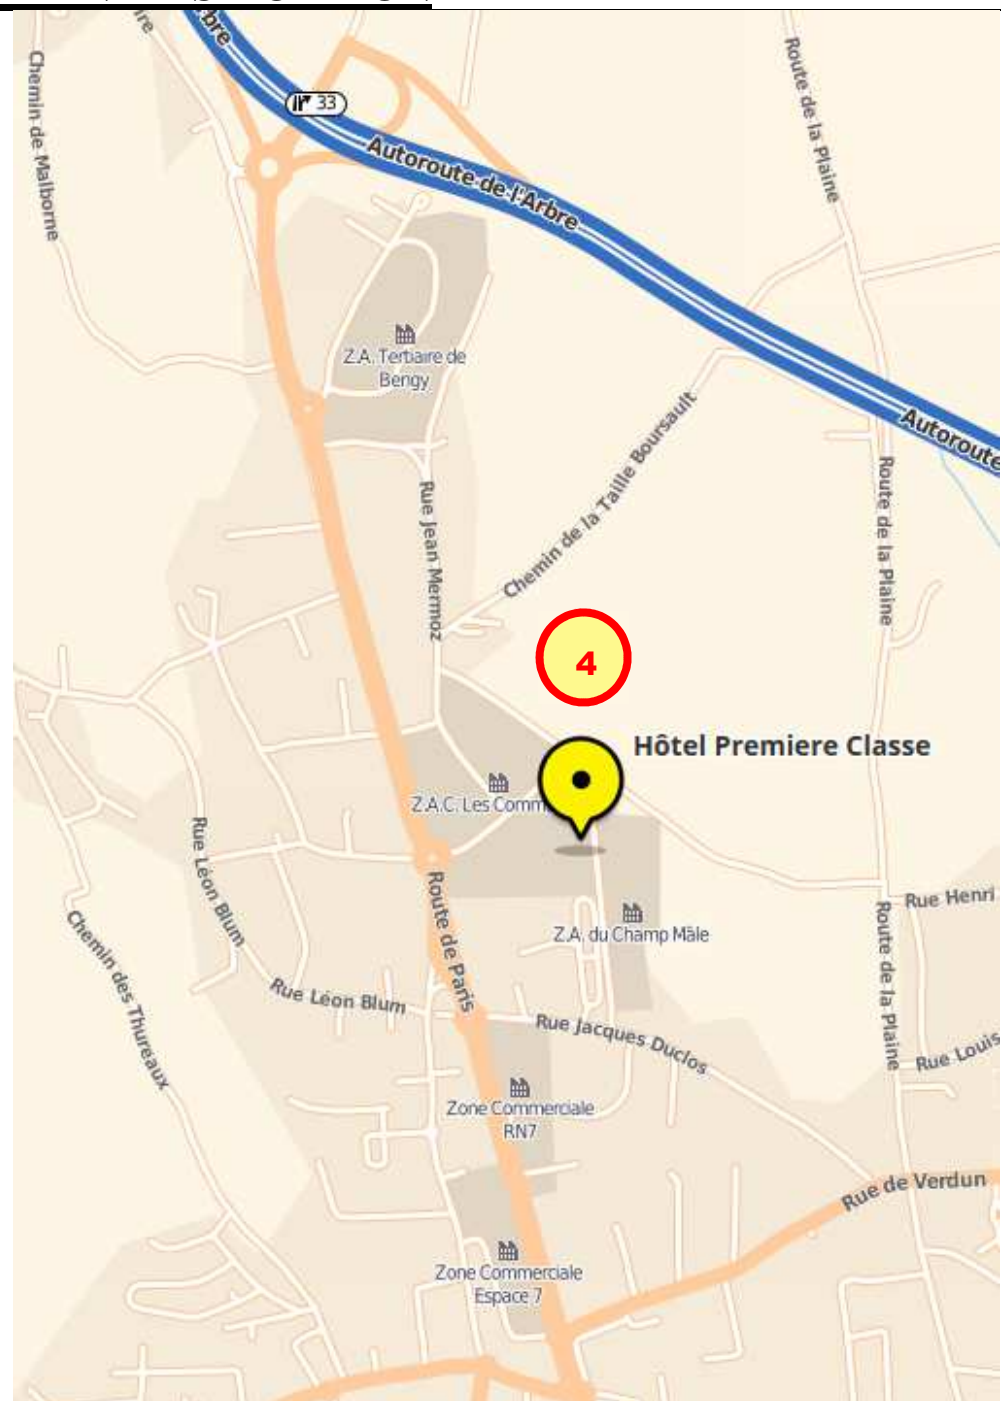 33
Autoroute de l'Arbre
Chemin de Malborne
Route de la Plaine
Z.A. Tertiaire de
Bengy
Autoroute
Chemin de la Taille Boursault
Rue Jean Mermoz
Route de la Plaine
4
Hôtel Premiere Classe
Z.A.C. Les Comm
Rue Léon Blum
Route de Paris
Rue Henri
Z.A. du Champ Mâle
Chemin des Thureaux
Route de la Plaine
Rue Léon Blum
Rue Jacques Duclos
Rue Louis
Zone Commerciale
RN7
Rue de Verdun
Zone Commerciale
Espace 7